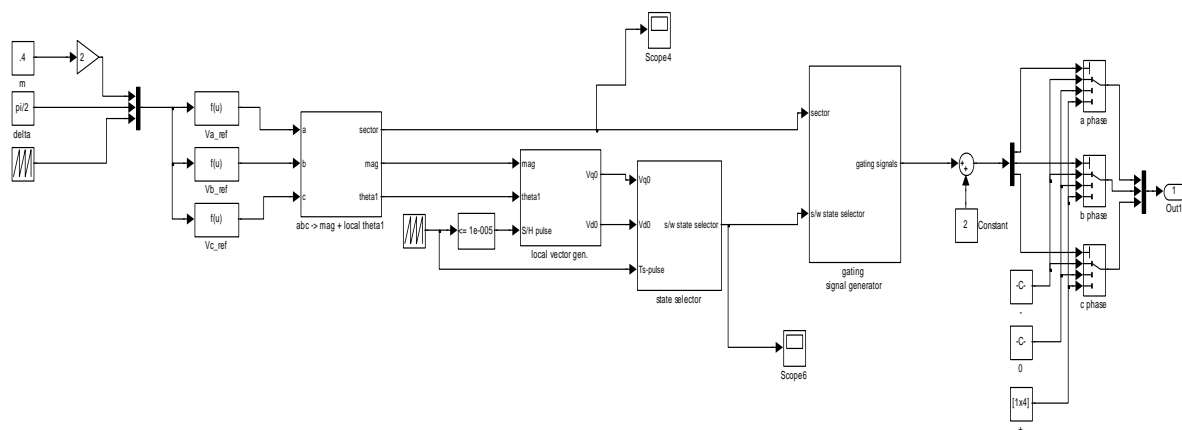 .4
m
2
pi/2
delta
f(u)
Va_ref
f(u)
Vb_ref
f(u)
Vc_ref
a
b
c
sector
mag
theta1
abc -> mag + local theta1
<= 1e-005
mag
theta1
S/H pulse
Vq0
Vd0
local vector gen.
Vq0
Vd0
Ts-pulse
s/w state selector
state selector
Scope4
Scope6
sector
s/w state selector
gating signals
gating
signal generator
+
+
2
Constant
a phase
b phase
c phase
-C-
-
-C-
0
[1x4]
+
1
Out1